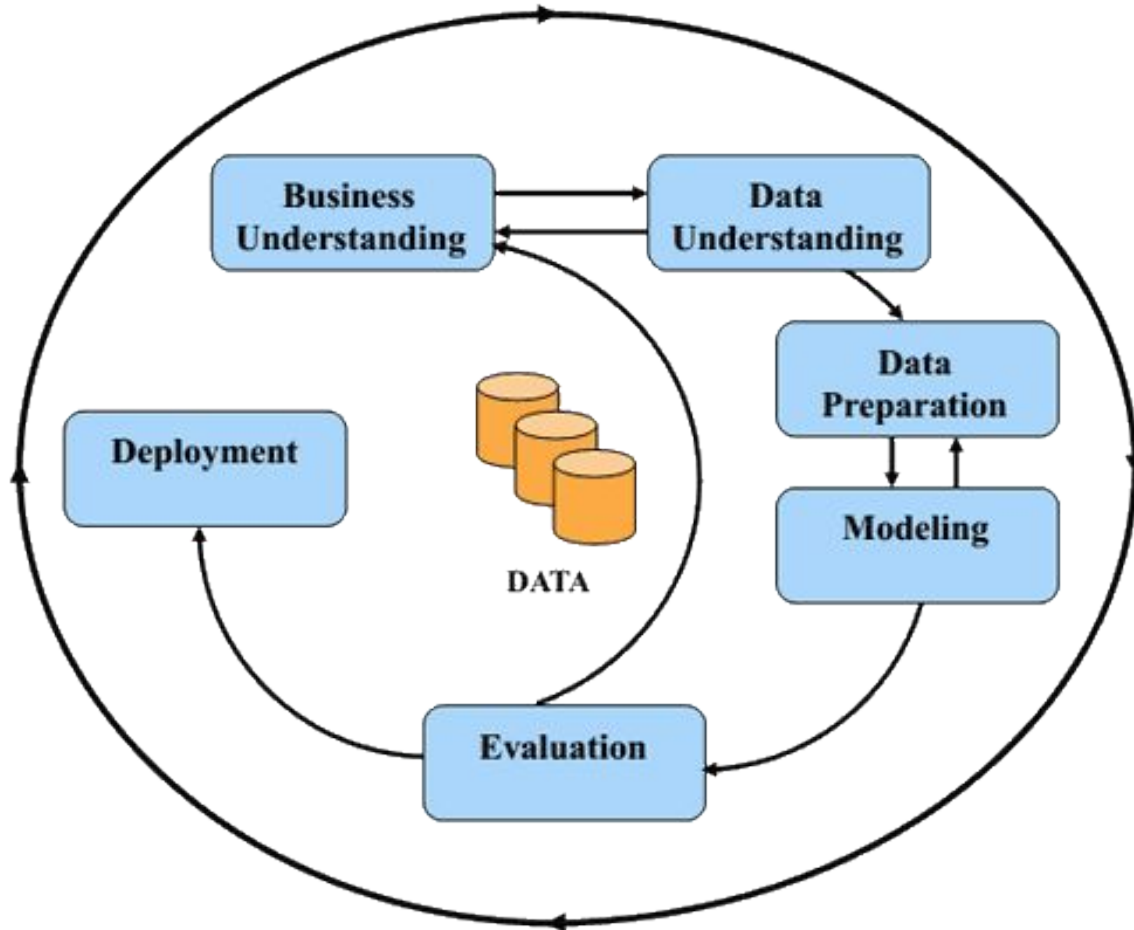 Business
Understanding
Data
Understanding
Data
Preparation
Deployment
Modeling
DATA
Evaluation